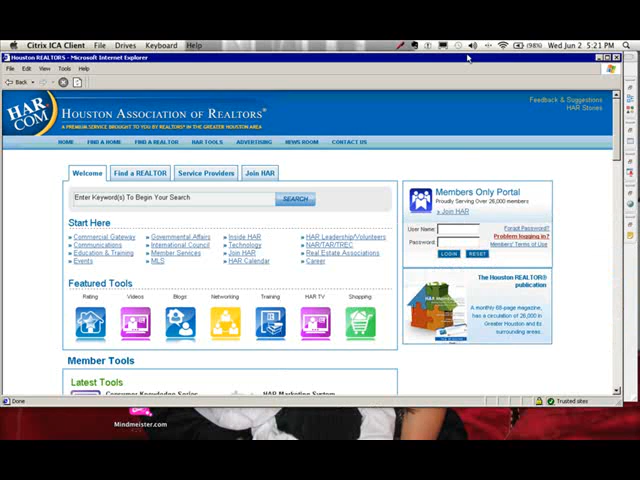 Citrix ICA Client File Drives Keyboard Help (98%) Wed Jun 2 5:21 PM
Houston REALTORS - Microsoft Internet Explorer
File Edit View Tools Help
Back
HAR COM
HOUSTON ASSOCIATION OF REALTORS®
A PREMIUM SERVICE BROUGHT TO YOU BY REALTORS® IN THE GREATER HOUSTON AREA
Feedback & Suggestions
HAR Stores
HOME FIND A HOME FIND A REALTOR HAR TOOLS ADVERTISING NEWS ROOM CONTACT US
Welcome Find a REALTOR Service Providers Join HAR
Enter Keyword(s) To Begin Your Search SEARCH
Start Here
» Commercial Gateway » Governmental Affairs » Inside HAR » HAR Leadership/Volunteers
» Communications » International Council » Technology » NAR/TAR/TREC
» Education & Training » Member Services » Join HAR » Real Estate Associations
» Events » MLS » HAR Calendar » Career
Featured Tools
Rating Videos Blogs Networking Training HAR TV Shopping
Member Tools
Latest Tools
Consumer Knowledge Series HAR Marketing System
Members Only Portal
Proudly Serving Over 26,000 members
» Join HAR
User Name: Forgot Password?
Problem logging in?
Password: Members' Terms of Use
LOGIN RESET
The Houston REALTOR®
publication
A monthly 68-page magazine,
has a circulation of 26,000 in
Greater Houston and its
surrounding areas.
Done Trusted sites
Mindmeister.com